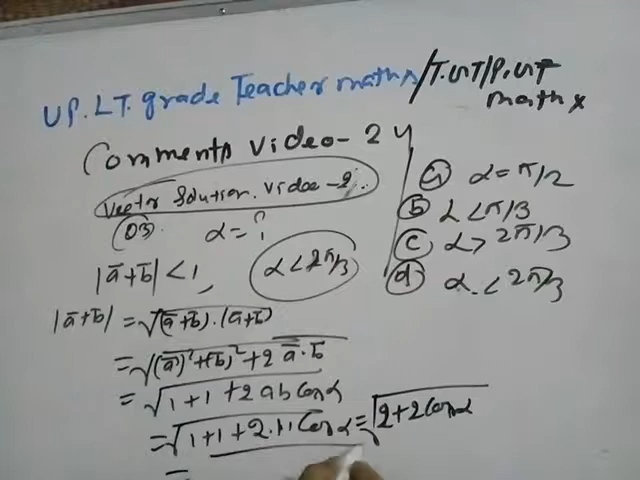 UP. LT. grade Teacher maths/T.GT/P.GT
maths
Comments Video-24
Vector Solution. Video-2.
(03) α = ?
|a̅+b̅| < 1, α < 2π/3
(a) α = π/2
(b) α < π/3
(c) α > 2π/3
(d) α < 2π/3
|a̅+b̅| = √(a̅+b̅).(a̅+b̅)
= √(a̅)²+(b̅)²+2 a̅.b̅
= √1+1+2ab Cosα
= √1+1+2.1.1 Cosα = √2+2Cosα
=